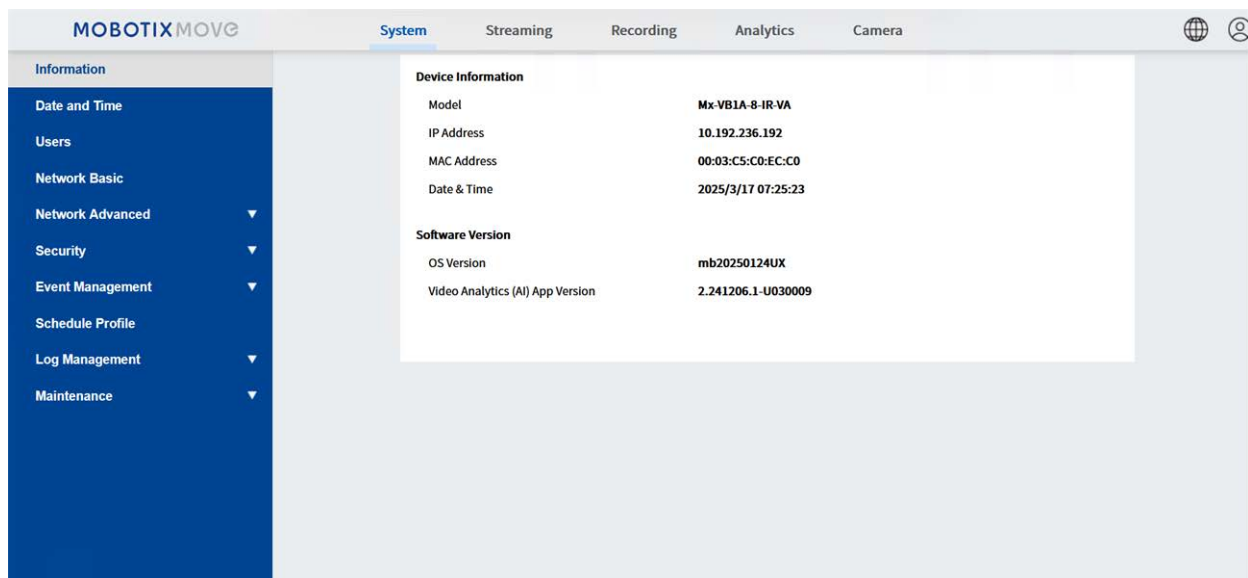 MOBOTIX MOVE
System Streaming Recording Analytics Camera
Information
Date and Time
Users
Network Basic
Network Advanced
Security
Event Management
Schedule Profile
Log Management
Maintenance
Device Information
Model Mx-VB1A-8-IR-VA
IP Address 10.192.236.192
MAC Address 00:03:C5:C0:EC:C0
Date & Time 2025/3/17 07:25:23
Software Version
OS Version mb20250124UX
Video Analytics (AI) App Version 2.241206.1-U030009